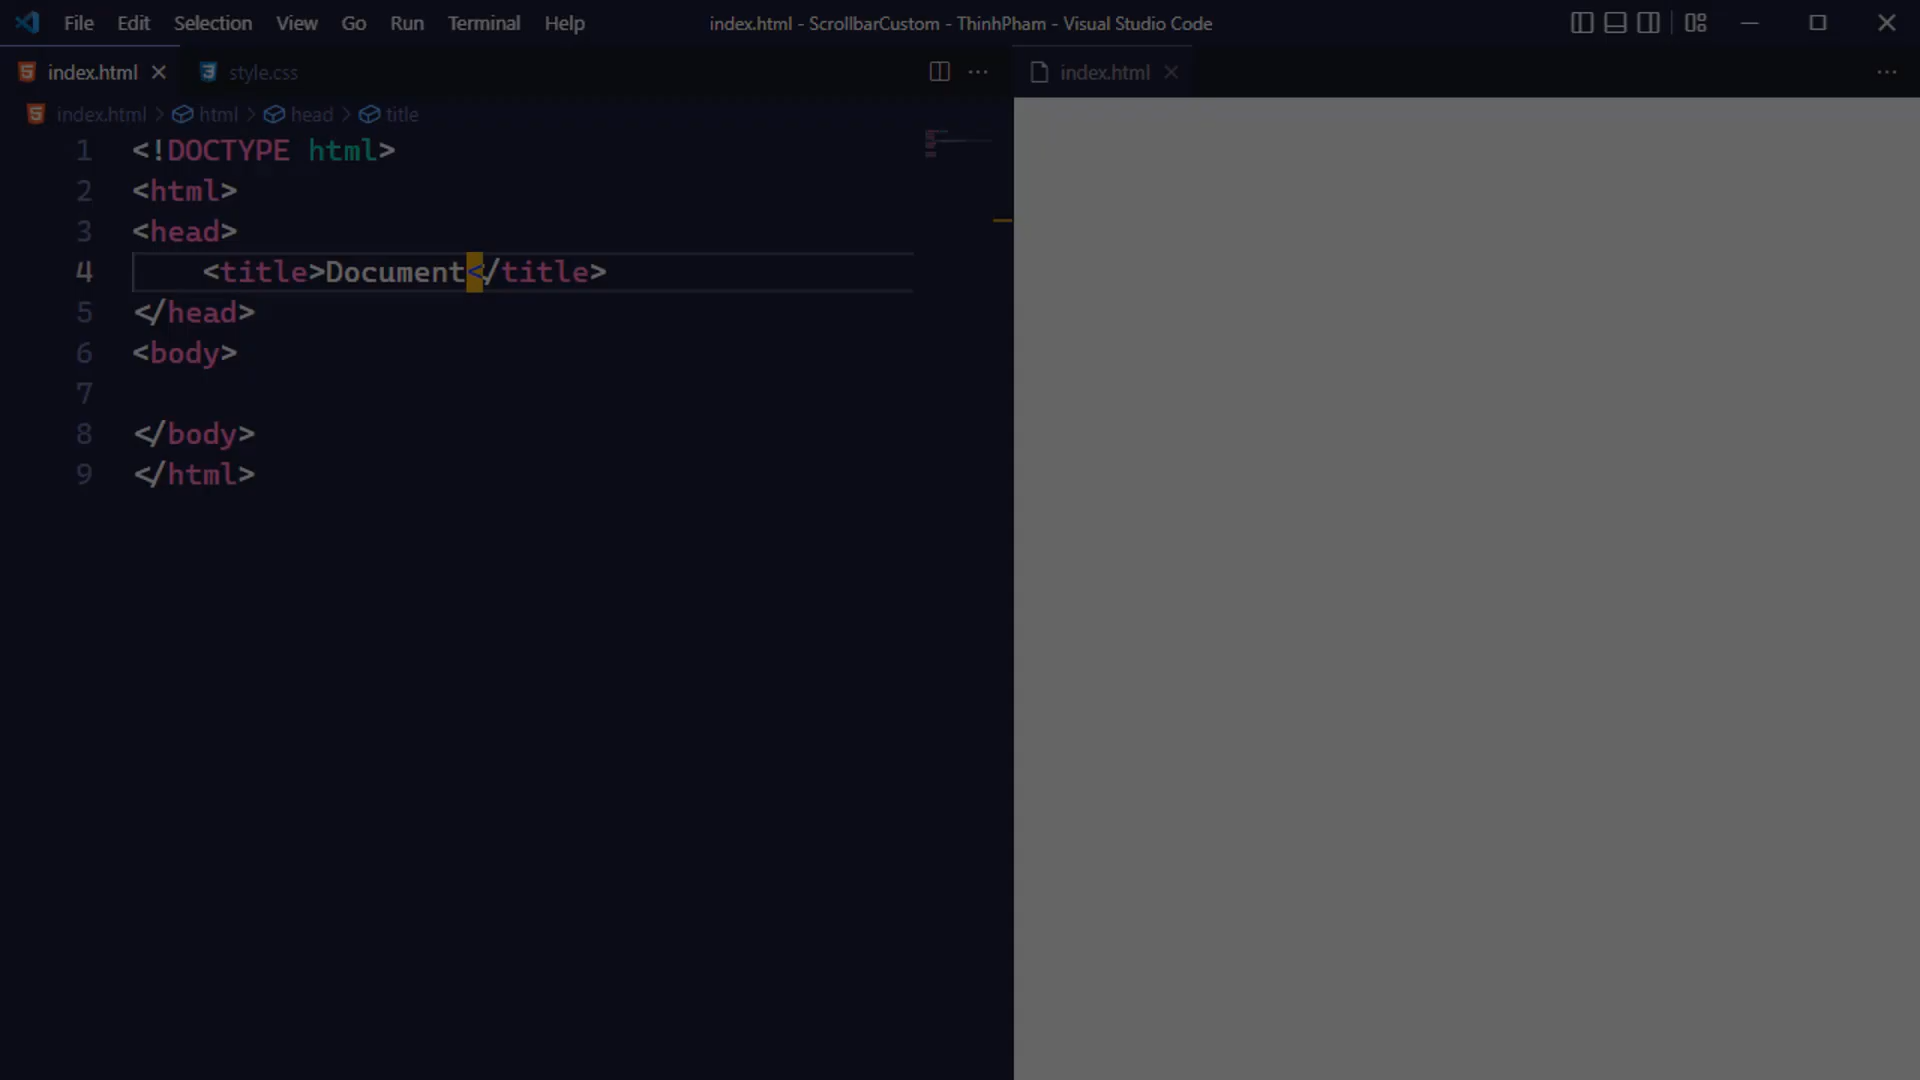 File Edit Selection View Go Run Terminal Help index.html - ScrollbarCustom - ThinhPham - Visual Studio Code
index.html style.css index.html
index.html > html > head > title
1 <!DOCTYPE html>
2 <html>
3 <head>
4 <title>Document</title>
5 </head>
6 <body>
7
8 </body>
9 </html>